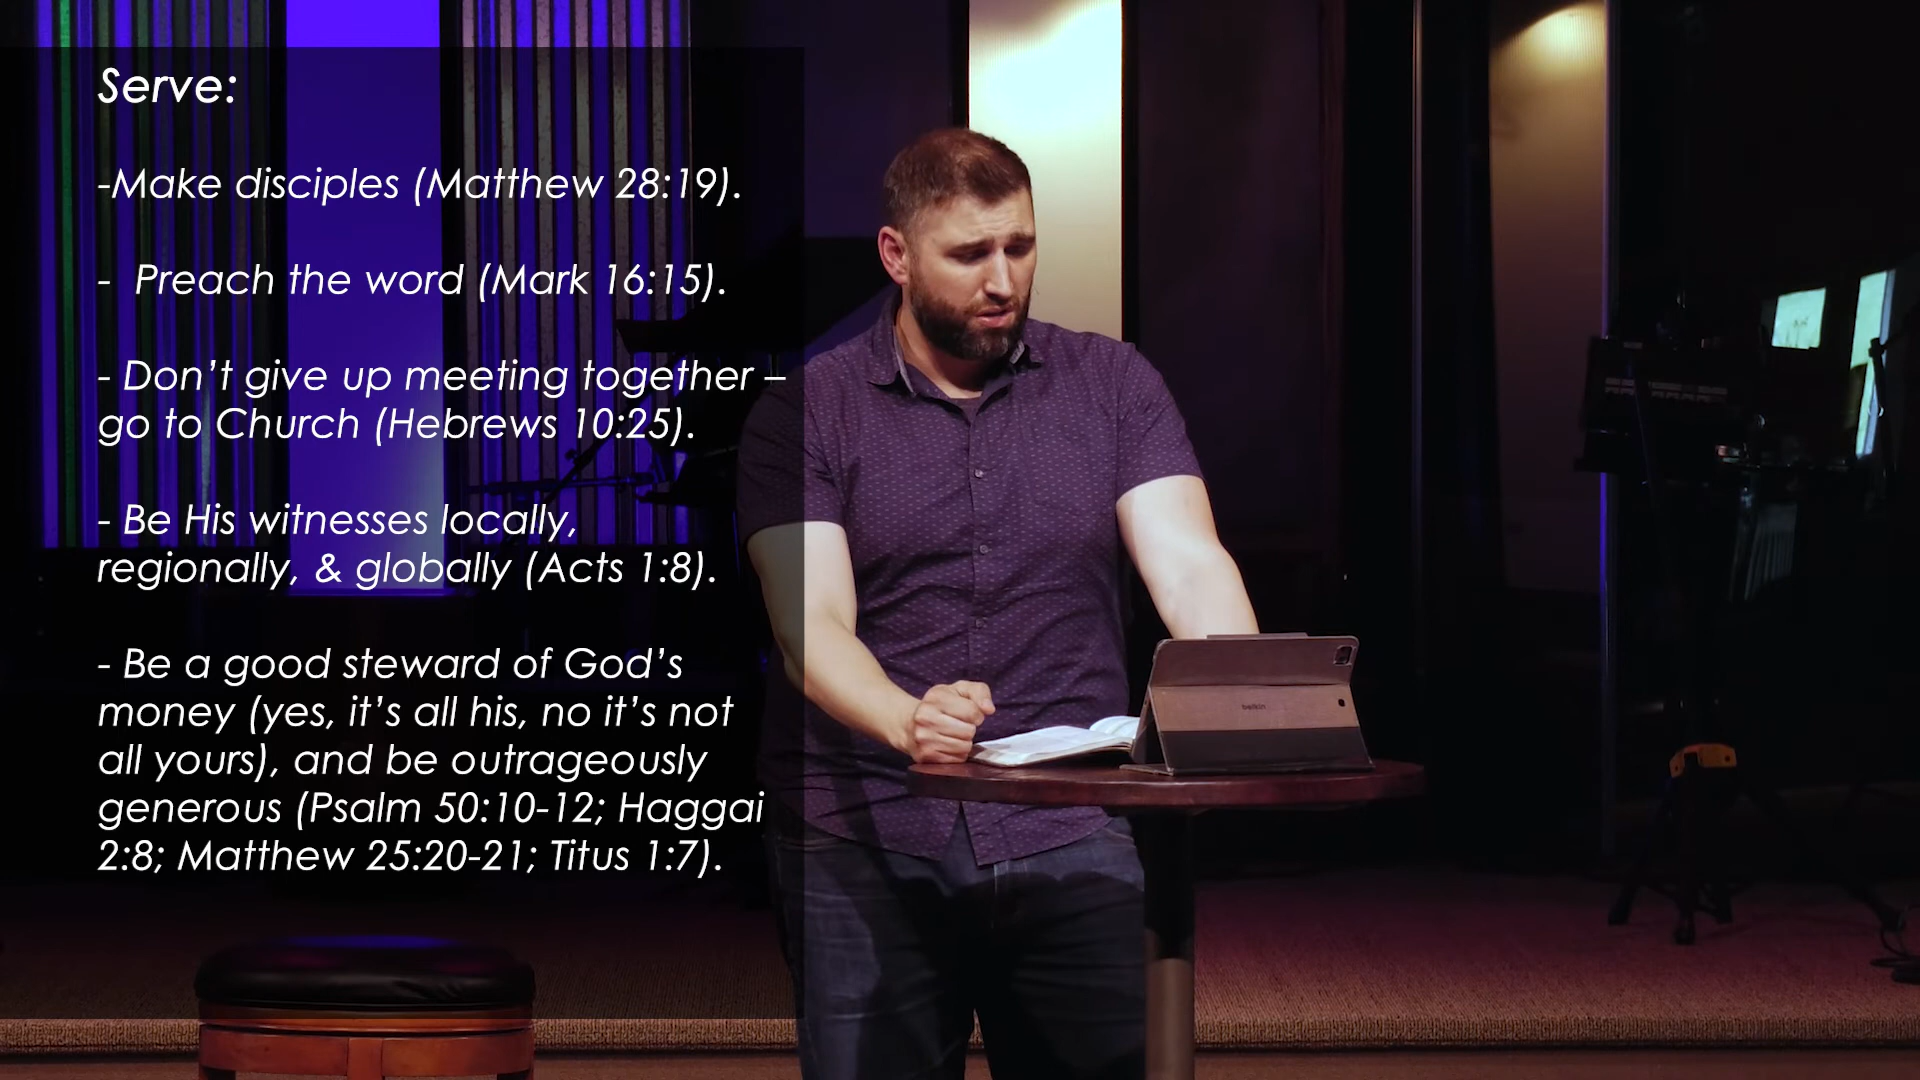 Serve:
-Make disciples (Matthew 28:19).
- Preach the word (Mark 16:15).
- Don’t give up meeting together –
go to Church (Hebrews 10:25).
- Be His witnesses locally,
regionally, & globally (Acts 1:8).
- Be a good steward of God’s
money (yes, it’s all his, no it’s not
all yours), and be outrageously
generous (Psalm 50:10-12; Haggai
2:8; Matthew 25:20-21; Titus 1:7).
belkin